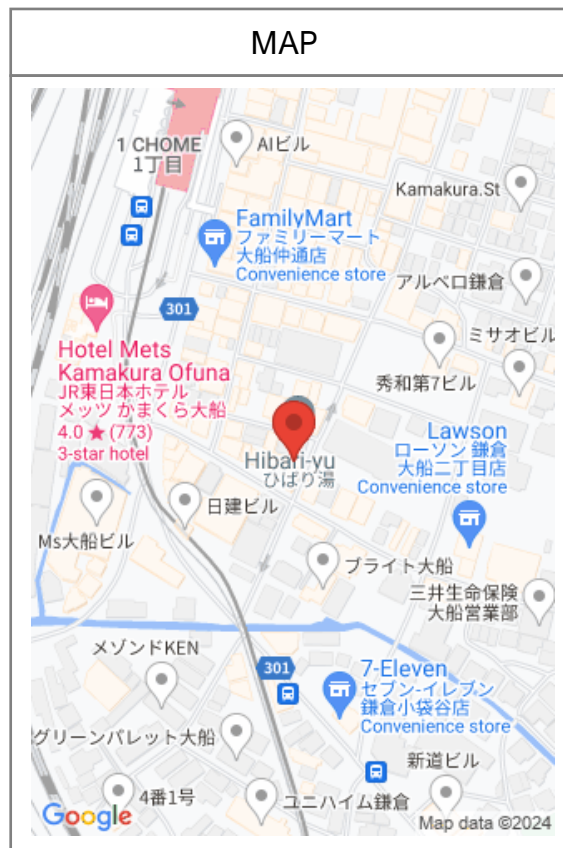 MAP
1 CHOME
1丁目
AIビル
Kamakura.St
FamilyMart
ファミリーマート
大船仲通店
Convenience store
アルベロ鎌倉
301
ミサオビル
Hotel Mets
Kamakura Ofuna
JR東日本ホテル
メッツ かまくら大船
4.0 ★ (773)
3-star hotel
秀和第7ビル
Lawson
ローソン 鎌倉
大船二丁目店
Convenience store
Hibari-yu
ひばり湯
日建ビル
Ms大船ビル
ブライト大船
三井生命保険
大船営業部
メゾンドKEN
301
7-Eleven
セブン-イレブン
鎌倉小袋谷店
Convenience store
グリーンパレット大船
新道ビル
4番1号
ユニハイム鎌倉
Google
Map data ©2024